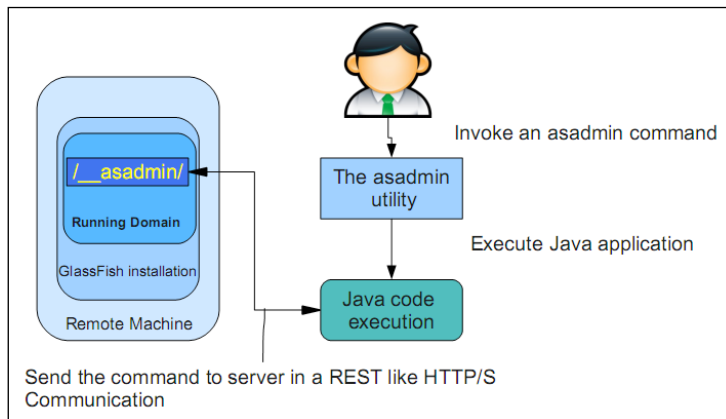 Invoke an asadmin command
/__asadmin/
The asadmin
utility
Running Domain
Execute Java application
GlassFish installation
Java code
execution
Remote Machine
Send the command to server in a REST like HTTP/S
Communication